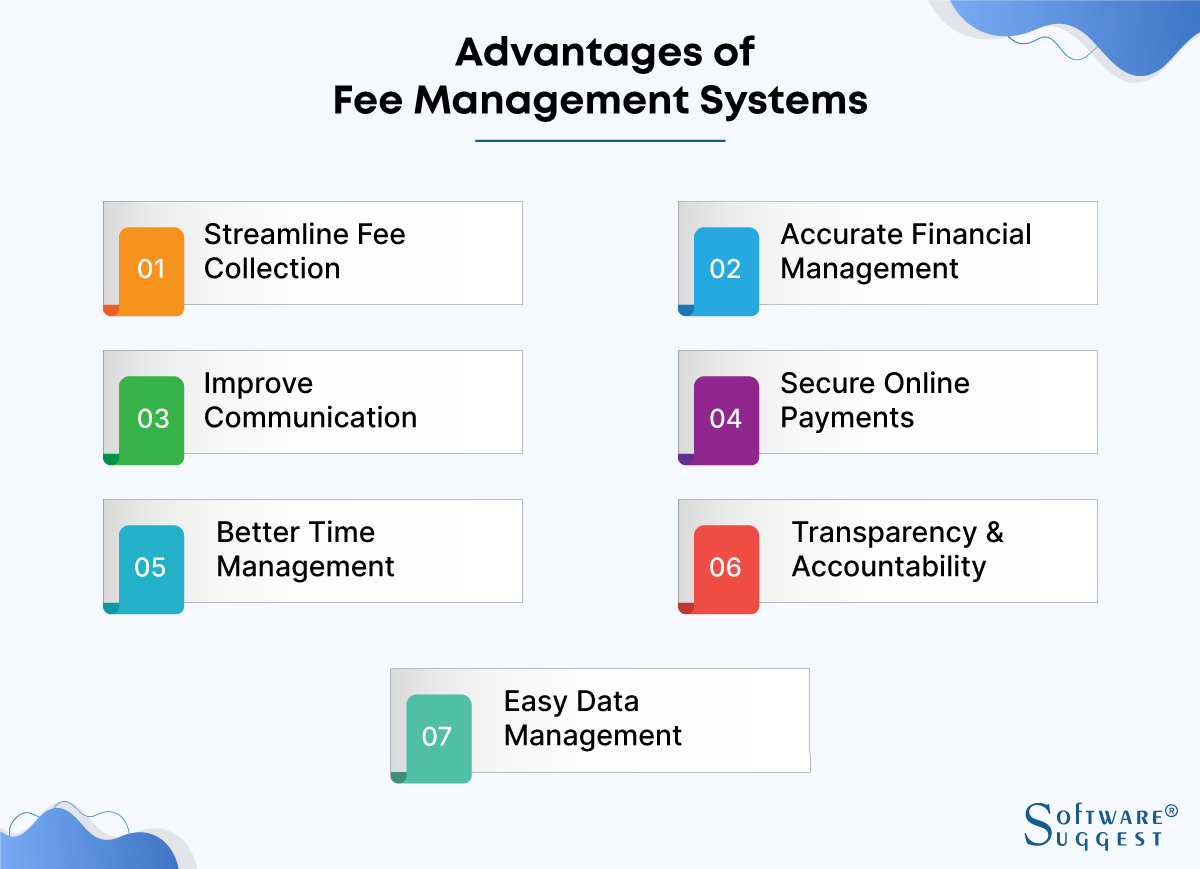 Advantages of
Fee Management Systems
01
Streamline Fee
Collection
02
Accurate Financial
Management
03
Improve
Communication
04
Secure Online
Payments
05
Better Time
Management
06
Transparency &
Accountability
07
Easy Data
Management
SOFTWARE®
SUGGEST